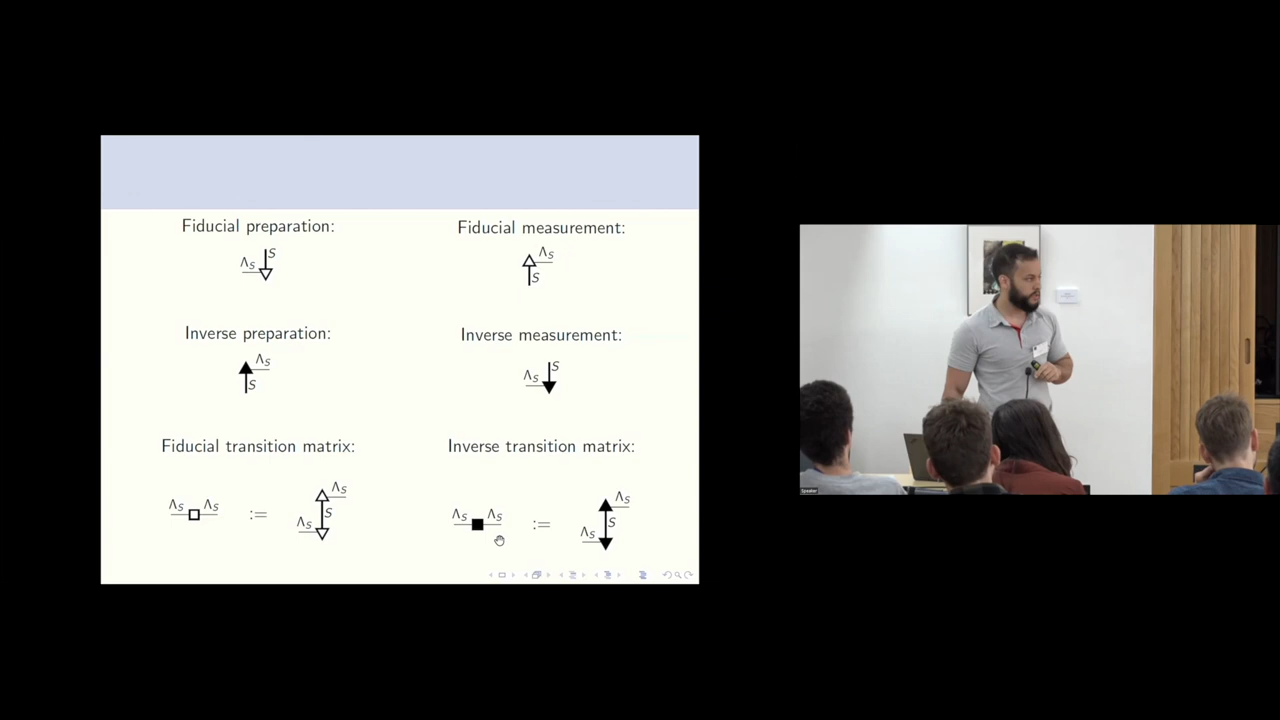 Fiducial preparation:
Fiducial measurement:
Λ_S S
Λ_S S
Inverse preparation:
Inverse measurement:
Λ_S S
Λ_S S
Fiducial transition matrix:
Inverse transition matrix:
Λ_S Λ_S := Λ_S S Λ_S
Λ_S Λ_S := Λ_S S Λ_S
Speaker